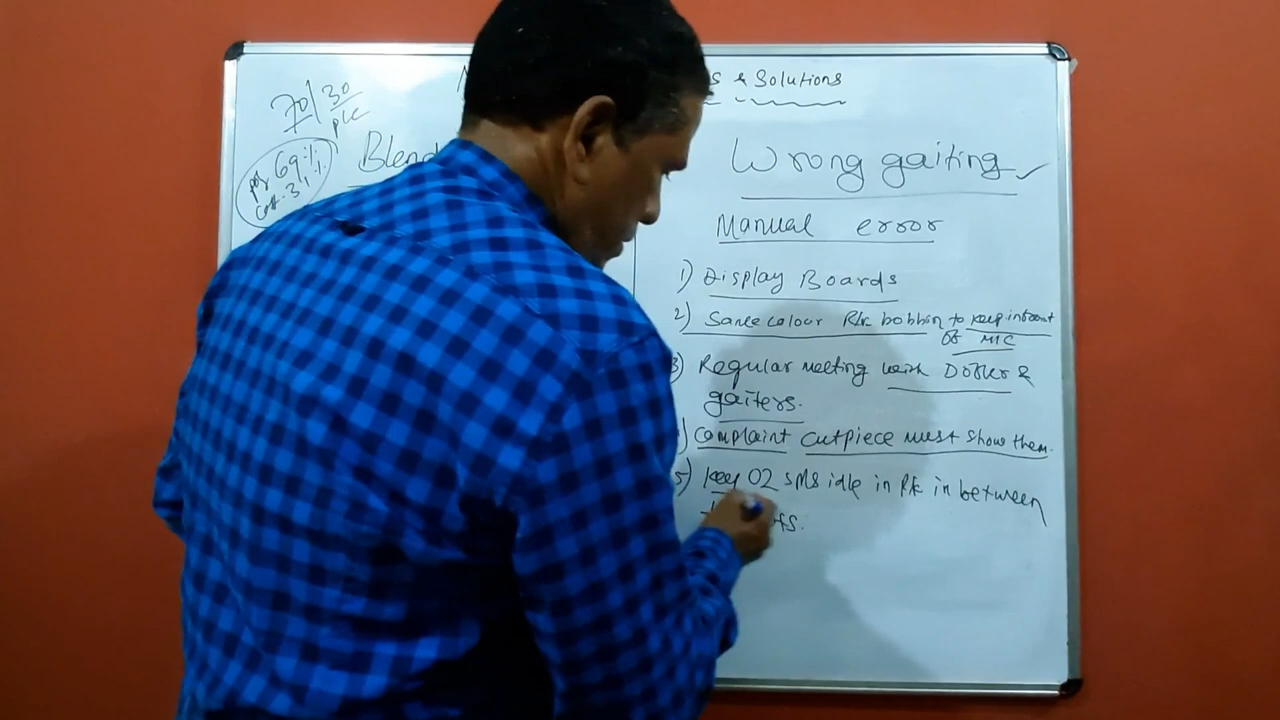 & Solutions
70/30
P/c
poly 69%
Cott - 31%
Blend
Wrong gaiting
Manual error
1) Display Boards
2) Same colour R/c bobbin to keep infront
of M/C
3) Regular meeting with Doffer &
gaiters.
) Complaint cutpiece must show them.
5) Keep 02 SMS idle in P/c in between